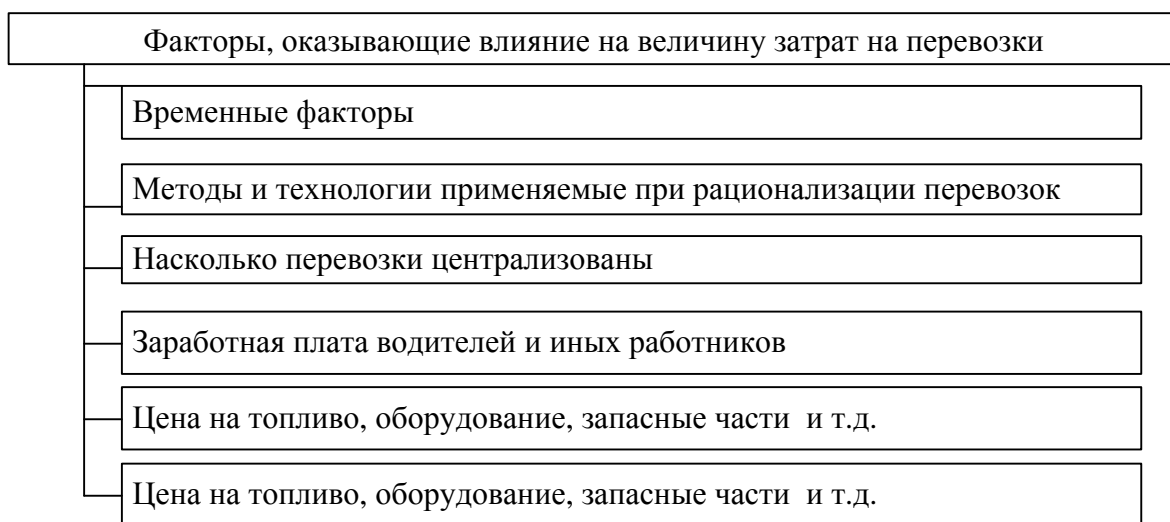 Факторы, оказывающие влияние на величину затрат на перевозки
Временные факторы
Методы и технологии применяемые при рационализации перевозок
Насколько перевозки централизованы
Заработная плата водителей и иных работников
Цена на топливо, оборудование, запасные части  и т.д.
Цена на топливо, оборудование, запасные части  и т.д.